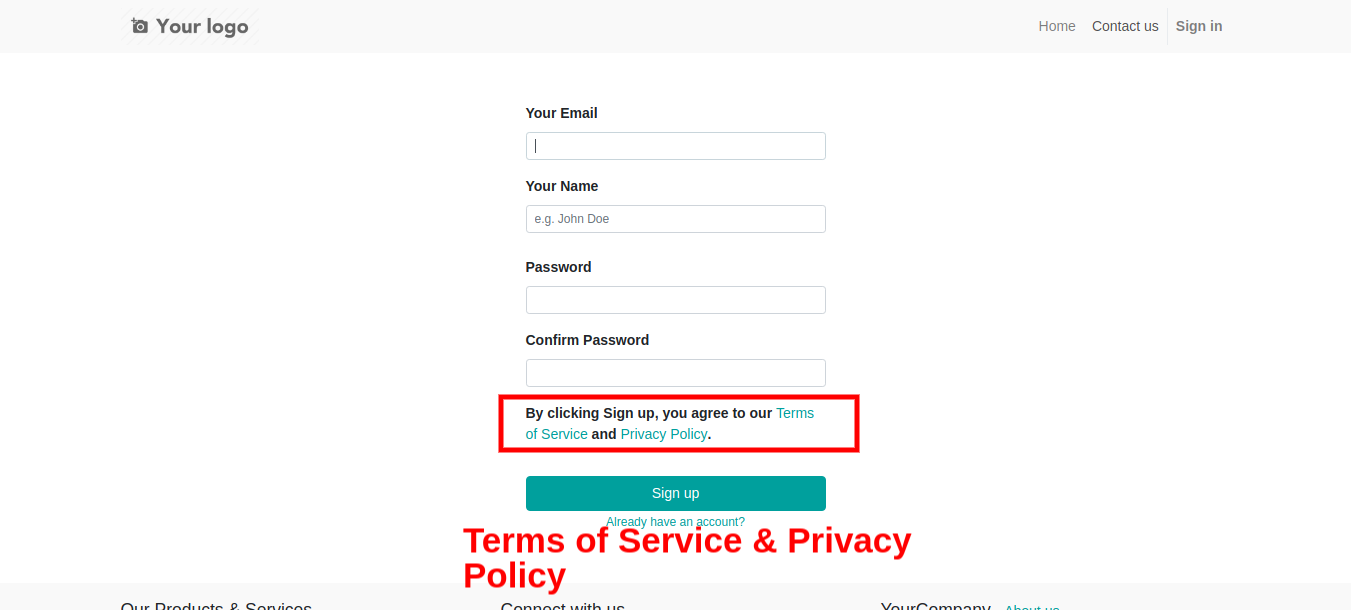 Your logo
Home Contact us Sign in
Your Email
Your Name
e.g. John Doe
Password
Confirm Password
By clicking Sign up, you agree to our Terms
of Service and Privacy Policy.
Sign up
Already have an account?
Terms of Service & Privacy
Policy
Our Products & Services Connect with us YourCompany - About us